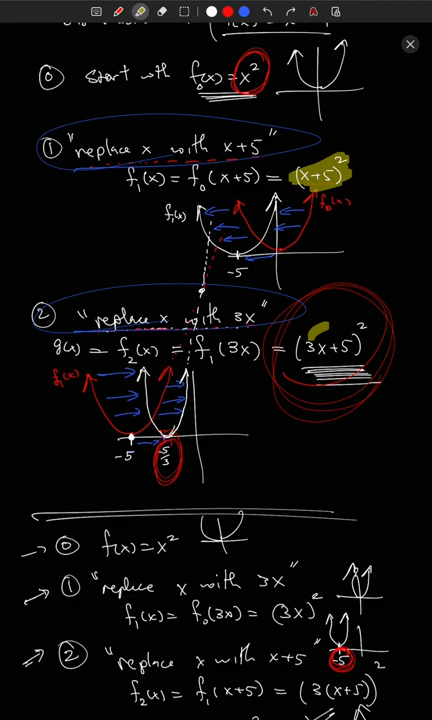 ⓪ start with f₀(x) = x²
① "replace x with x+5"
f₁(x) = f₀(x+5) = (x+5)²
f₁(x)
f₀(x)
-5
② "replace x with 3x"
g(x) = f₂(x) = f₁(3x) = (3x+5)²
f₁(x)
-5
-5/3
⓪ f(x) = x²
① "replace x with 3x"
f₁(x) = f₀(3x) = (3x)²
② "replace x with x+5"
-5
f₂(x) = f₁(x+5) = (3(x+5))²